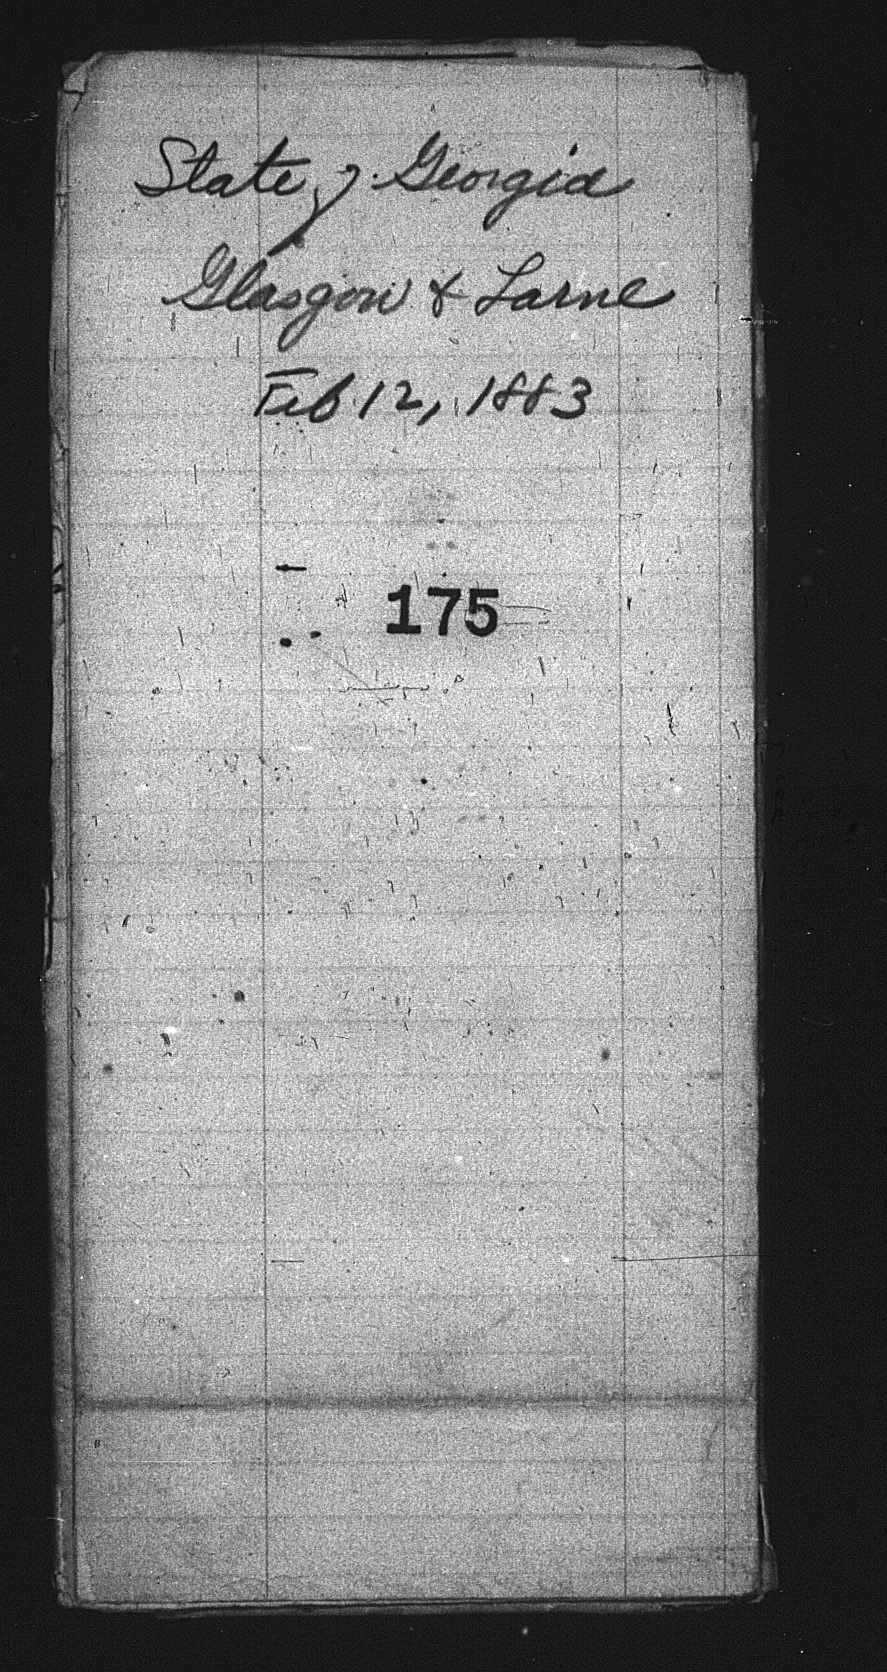 State of Georgia
Glasgow & Larne
Feb 12, 1883
175